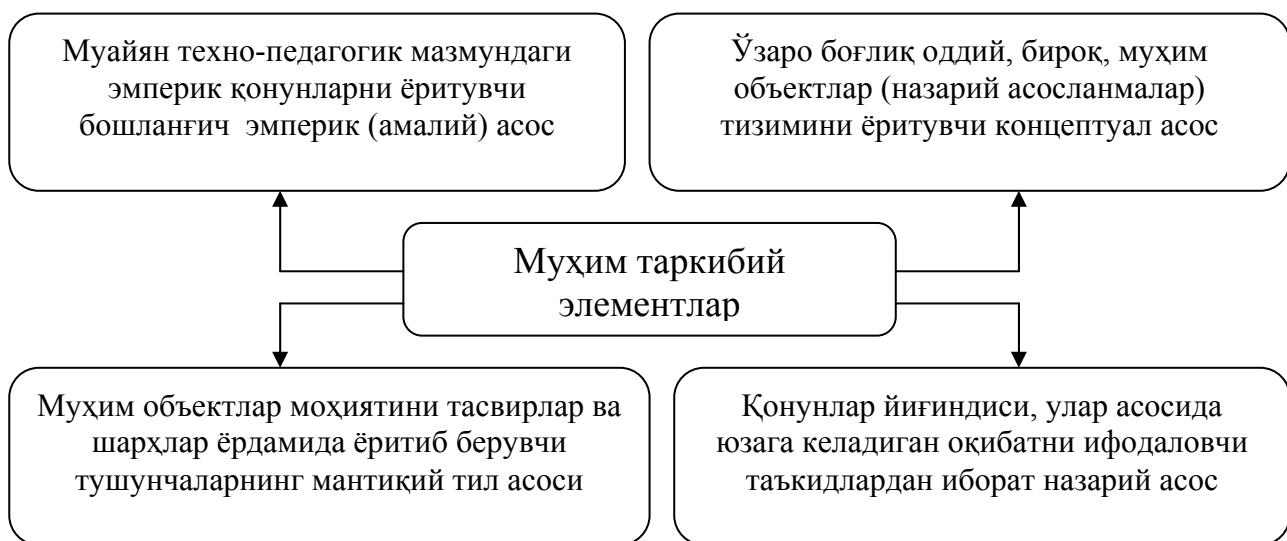 Муайян техно-педагогик мазмундаги
эмперик қонунларни ёритувчи
бошланғич эмперик (амалий) асос
Ўзаро боғлиқ оддий, бироқ, муҳим
объектлар (назарий асосланмалар)
тизимини ёритувчи концептуал асос
Муҳим таркибий
элементлар
Муҳим объектлар моҳиятини тасвирлар ва
шарҳлар ёрдамида ёритиб берувчи
тушунчаларнинг мантиқий тил асоси
Қонунлар йиғиндиси, улар асосида
юзага келадиган оқибатни ифодаловчи
таъкидлардан иборат назарий асос